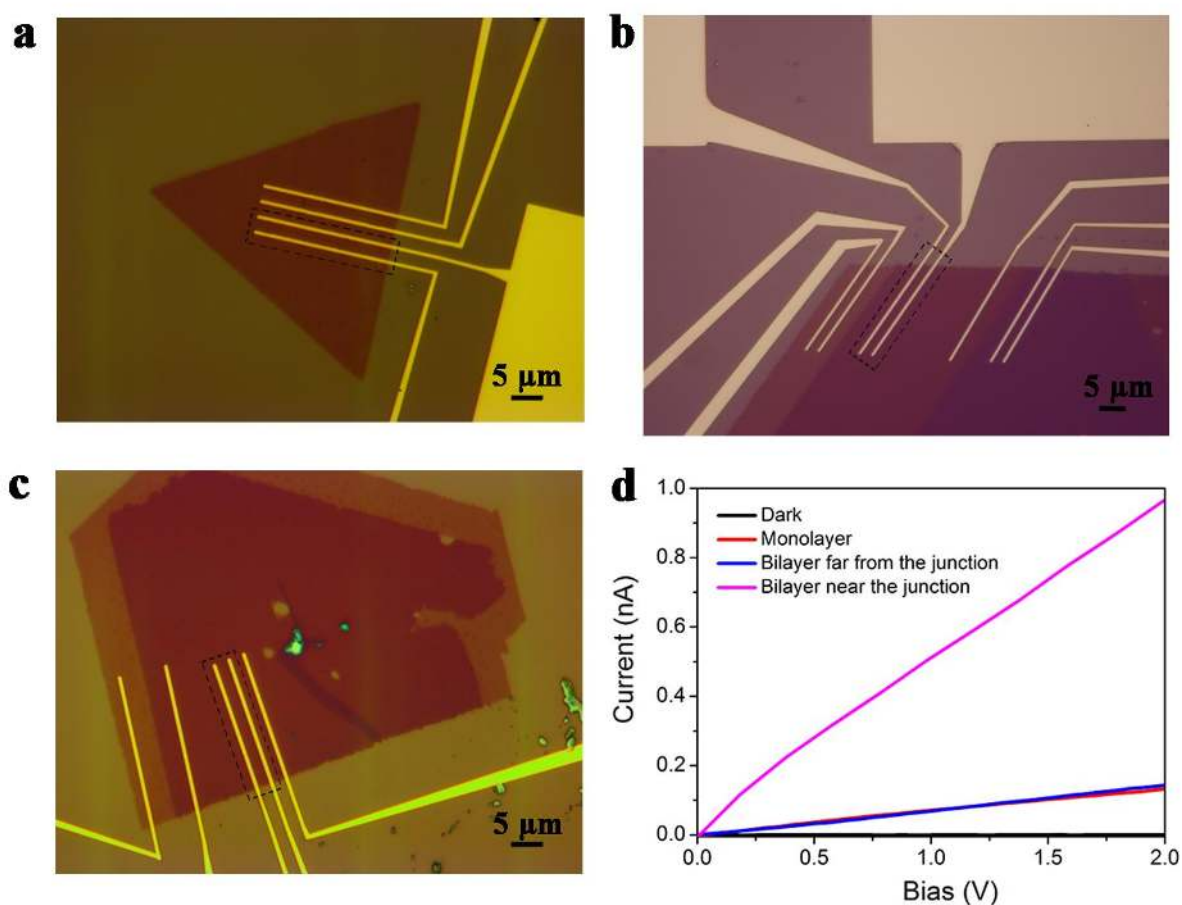 a
5 µm
b
5 µm
c
5 µm
d
Dark
Monolayer
Bilayer far from the junction
Bilayer near the junction
Current (nA)
1.0
0.8
0.6
0.4
0.2
0.0
0.0 0.5 1.0 1.5 2.0
Bias (V)